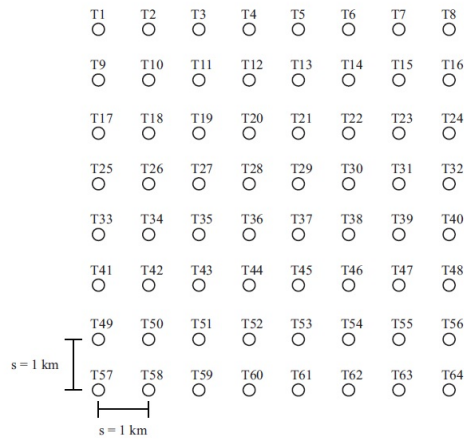 T1 T2 T3 T4 T5 T6 T7 T8
T9 T10 T11 T12 T13 T14 T15 T16
T17 T18 T19 T20 T21 T22 T23 T24
T25 T26 T27 T28 T29 T30 T31 T32
T33 T34 T35 T36 T37 T38 T39 T40
T41 T42 T43 T44 T45 T46 T47 T48
T49 T50 T51 T52 T53 T54 T55 T56
s = 1 km
T57 T58 T59 T60 T61 T62 T63 T64
s = 1 km